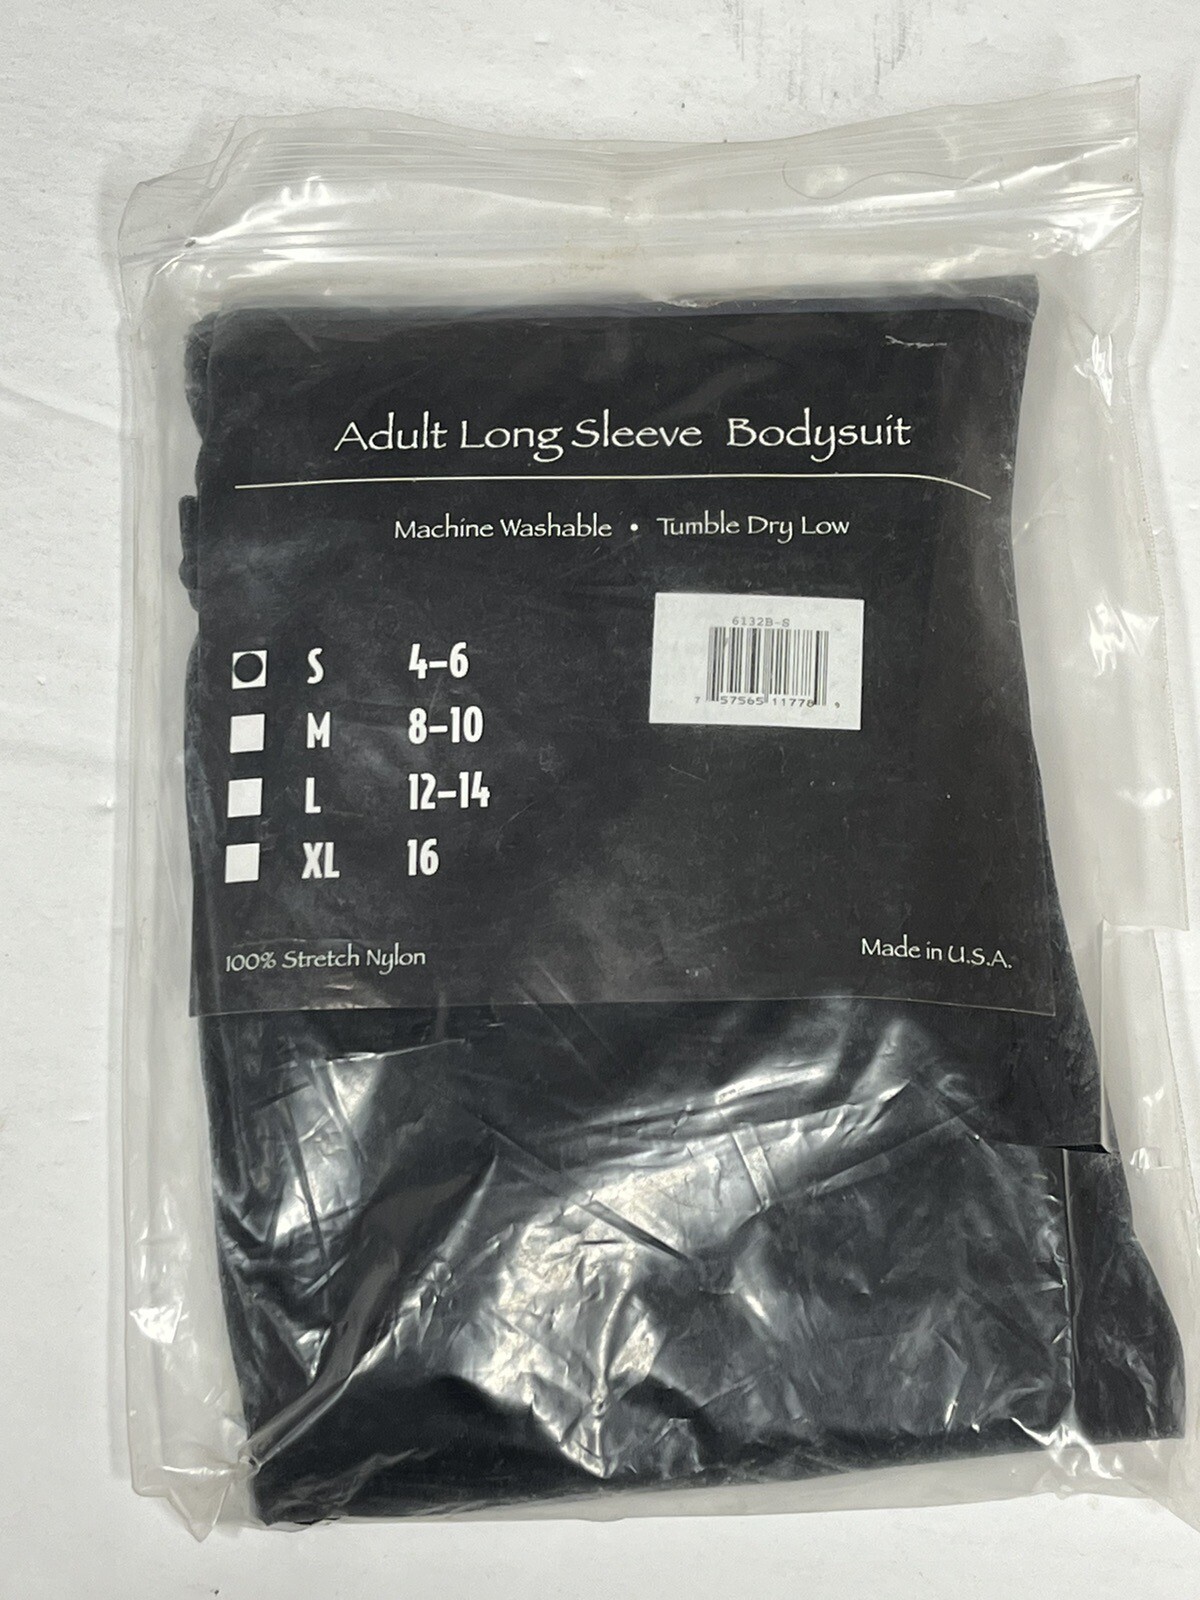 Adult Long Sleeve Bodysuit
Machine Washable • Tumble Dry Low
6132B-S
7 57565 11778 9
S 4–6
M 8–10
L 12–14
XL 16
100% Stretch Nylon
Made in U.S.A.